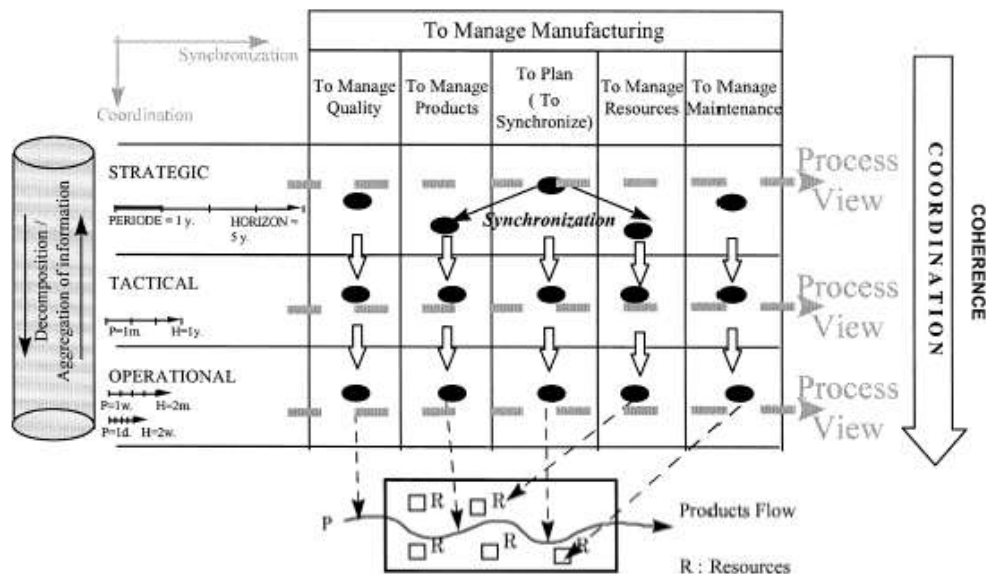 To Manage Manufacturing
Synchronization
Coordination
To Manage
Quality
To Manage
Products
To Plan
( To
Synchronize)
To Manage
Resources
To Manage
Maintenance
STRATEGIC
PERIODE = 1 y.
HORIZON =
5 y.
Synchronization
Process
View
TACTICAL
P=1m.
H=1y.
Process
View
OPERATIONAL
P=1w.
H=2m.
P=1d.
H=2w.
Process
View
Decomposition /
Aggregation of information
COORDINATION
COHERENCE
P
R
R
R
R
R
Products Flow
R : Resources